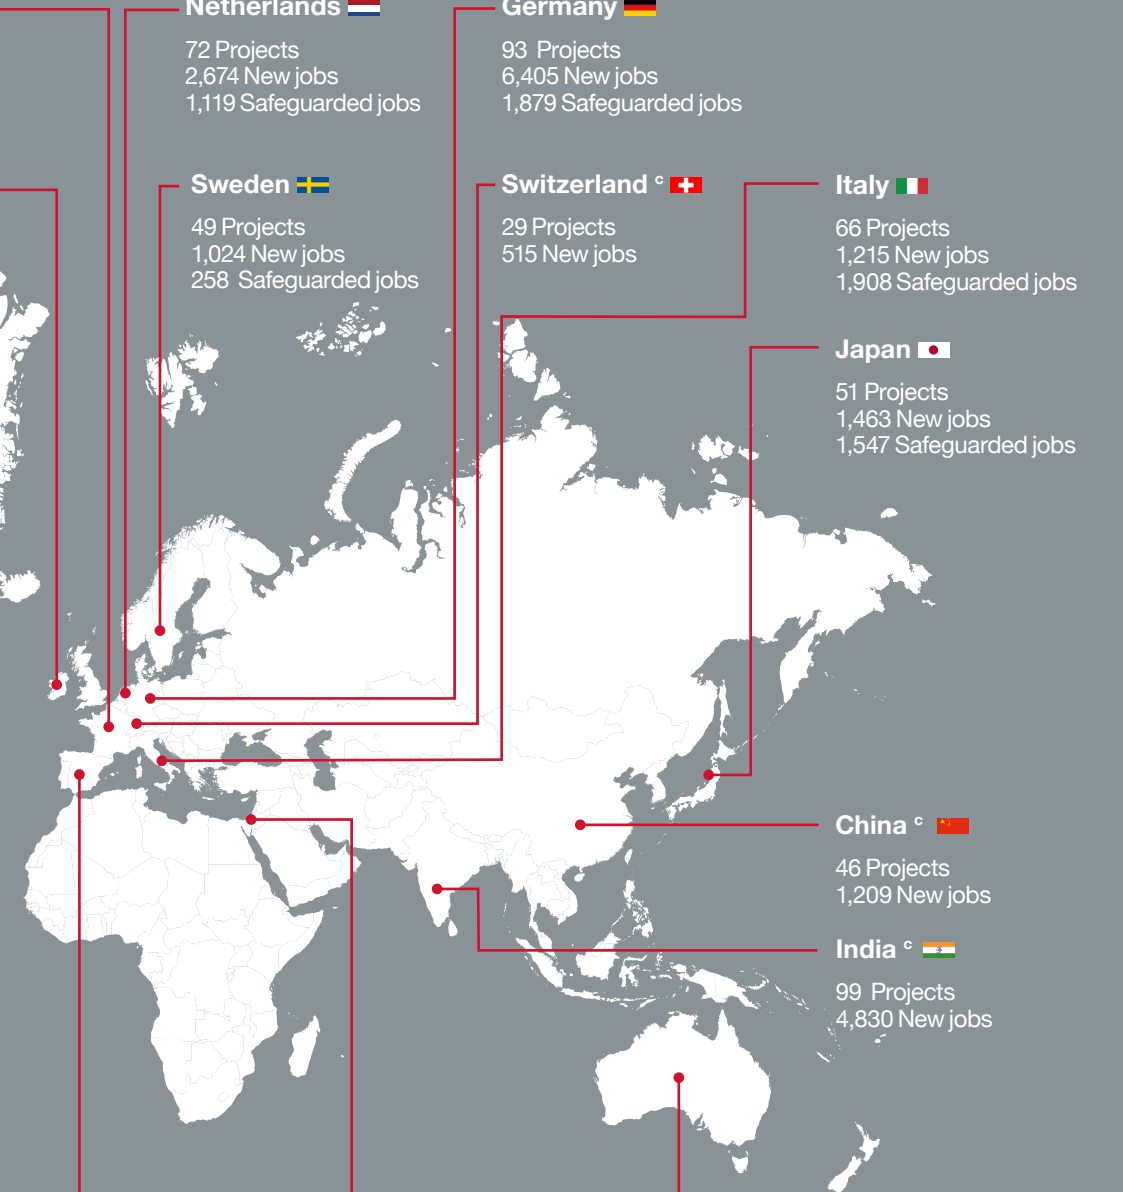 Netherlands
72 Projects
2,674 New jobs
1,119 Safeguarded jobs
Germany
93 Projects
6,405 New jobs
1,879 Safeguarded jobs
Sweden
49 Projects
1,024 New jobs
258 Safeguarded jobs
Switzerland c
29 Projects
515 New jobs
Italy
66 Projects
1,215 New jobs
1,908 Safeguarded jobs
Japan
51 Projects
1,463 New jobs
1,547 Safeguarded jobs
China c
46 Projects
1,209 New jobs
India c
99 Projects
4,830 New jobs